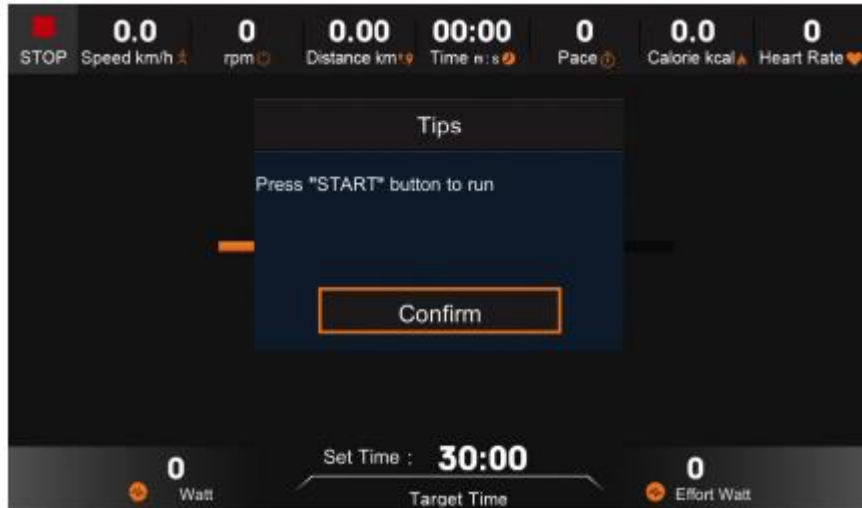 STOP
0.0
Speed km/h
0
rpm
0.00
Distance km
00:00
Time m:s
0
Pace
0.0
Calorie kcal
0
Heart Rate
Tips
Press "START" button to run
Confirm
0
Watt
Set Time : 30:00
Target Time
0
Effort Watt